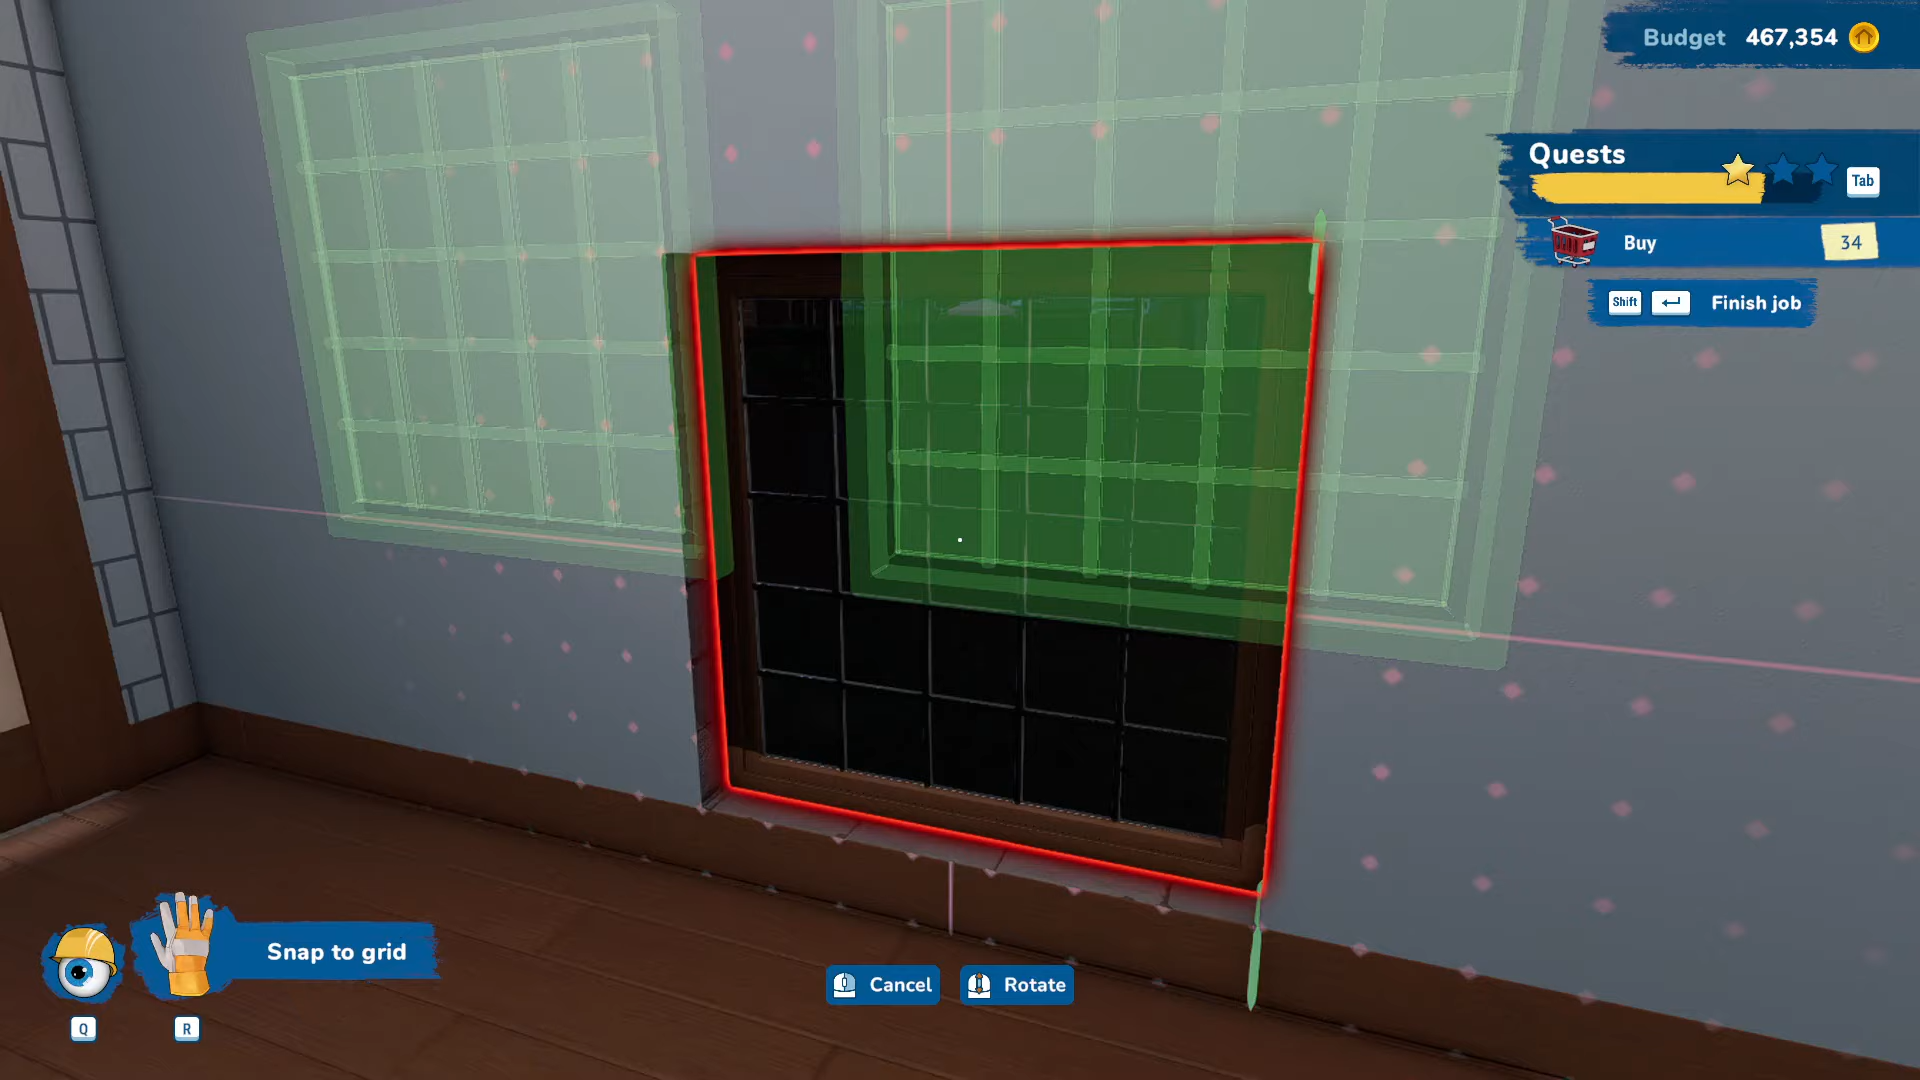 Budget 467,354
Quests
Tab
Buy 34
Shift Finish job
Snap to grid
Cancel Rotate
Q R